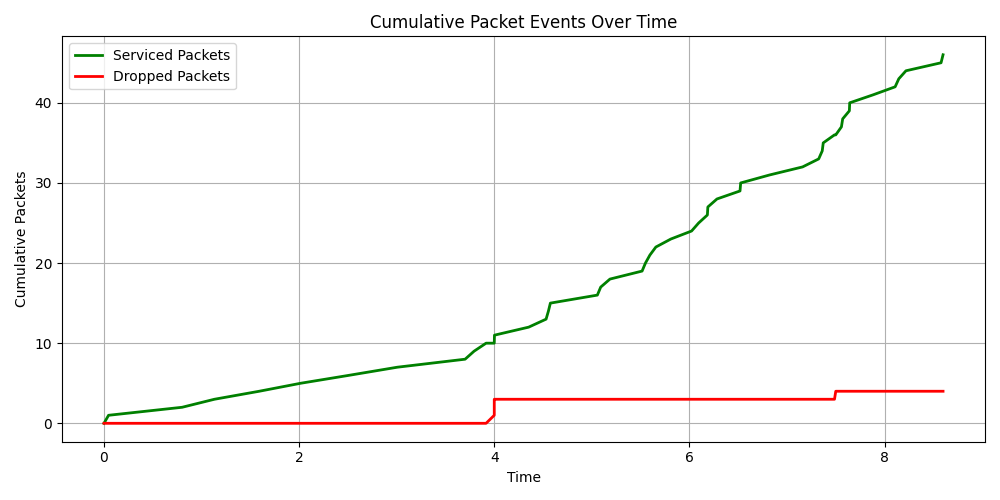 Cumulative Packet Events Over Time
Serviced Packets
Dropped Packets
Cumulative Packets
40
30
20
10
0
0 2 4 6 8
Time